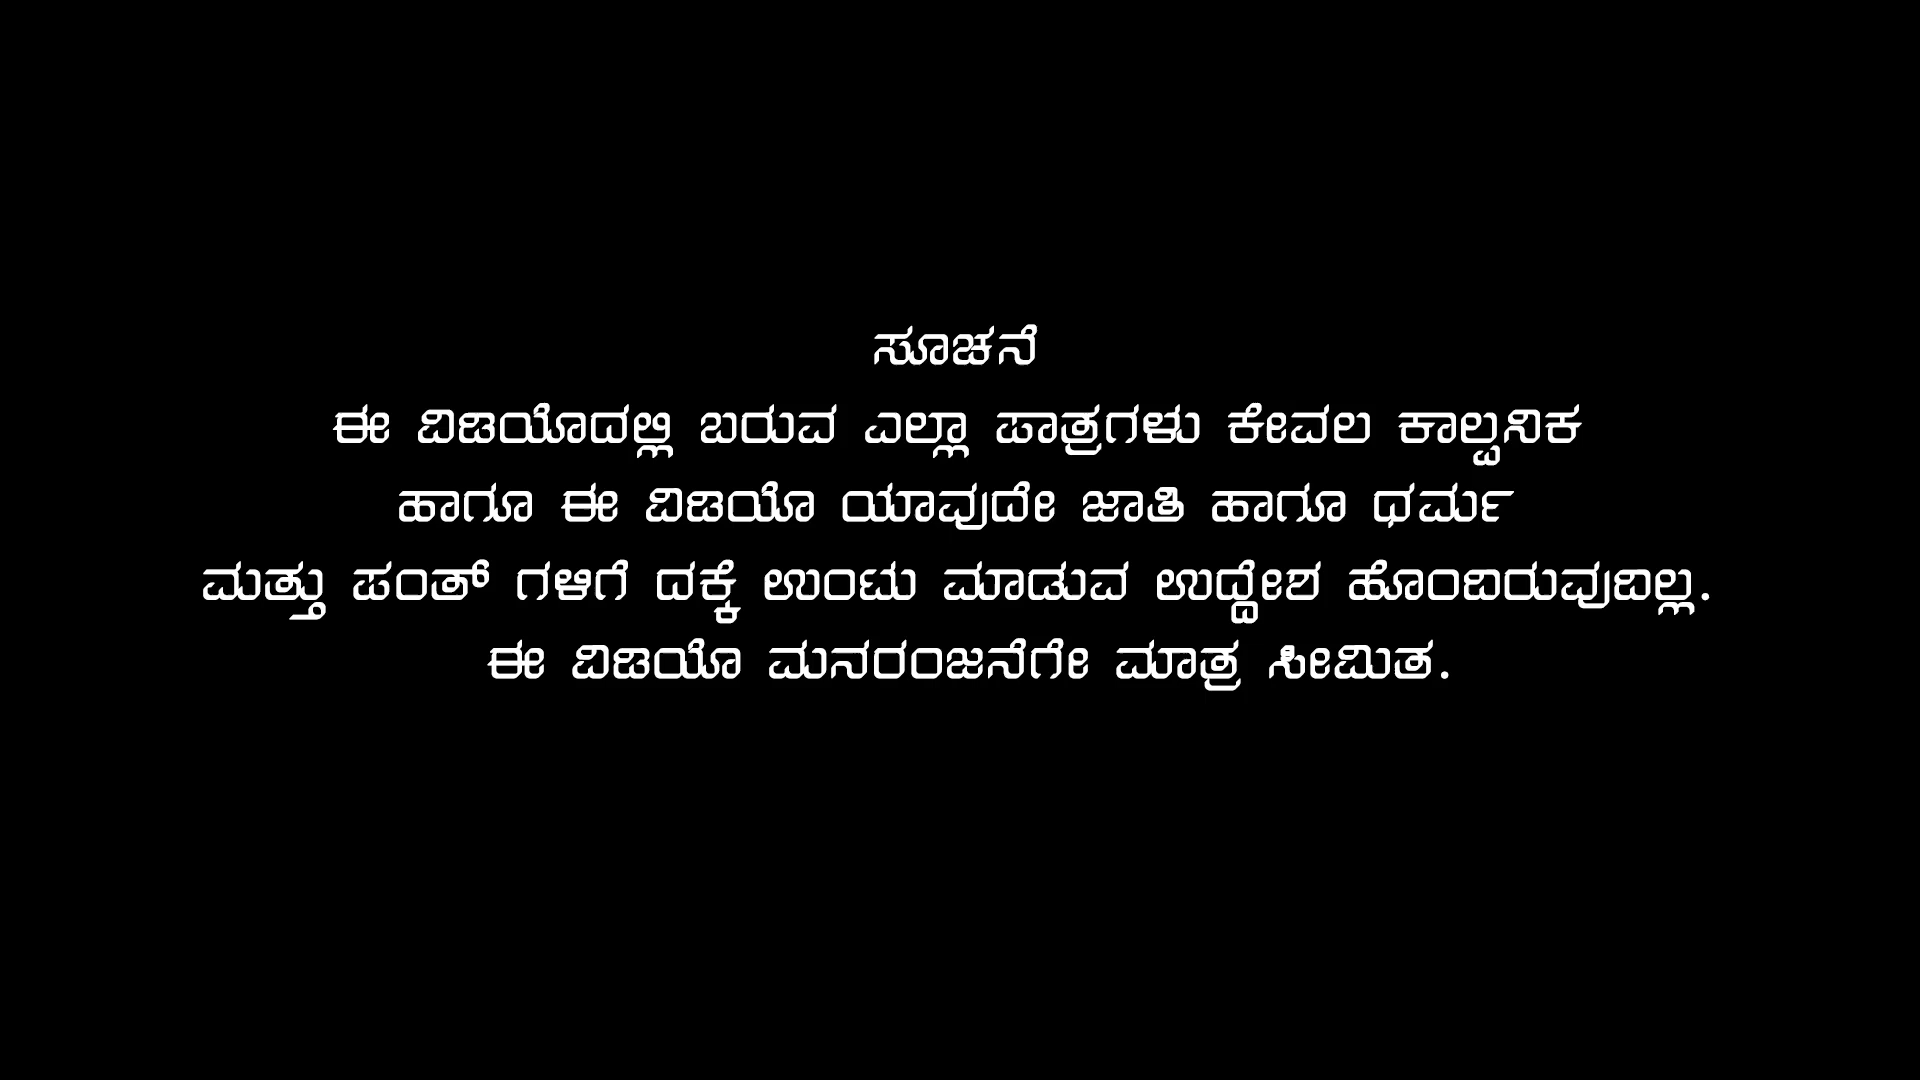 ಸೂಚನೆ
ಈ ವಿಡಿಯೊದಲ್ಲಿ ಬರುವ ಎಲ್ಲಾ ಪಾತ್ರಗಳು ಕೇವಲ ಕಾಲ್ಪನಿಕ
ಹಾಗೂ ಈ ವಿಡಿಯೊ ಯಾವುದೇ ಜಾತಿ ಹಾಗೂ ಧರ್ಮ
ಮತ್ತು ಪಂತ್ ಗಳಿಗೆ ದಕ್ಕೆ ಉಂಟು ಮಾಡುವ ಉದ್ದೇಶ ಹೊಂದಿರುವುದಿಲ್ಲ.
ಈ ವಿಡಿಯೊ ಮನರಂಜನೆಗೇ ಮಾತ್ರ ಸೀಮಿತ.